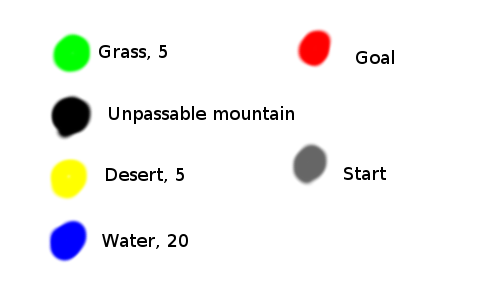 Grass, 5
Unpassable mountain
Desert, 5
Water, 20
Goal
Start